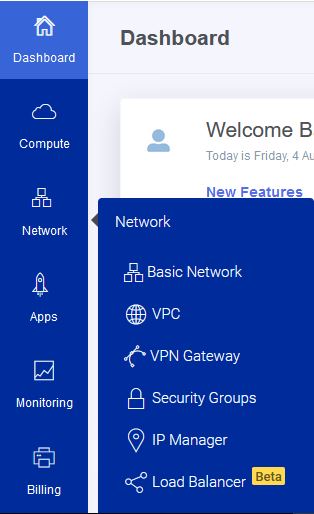 Dashboard
Compute
Network
Apps
Monitoring
Billing
Dashboard
Welcome B
Today is Friday, 4 Au
New Features
Network
Basic Network
VPC
VPN Gateway
Security Groups
IP Manager
Load Balancer Beta